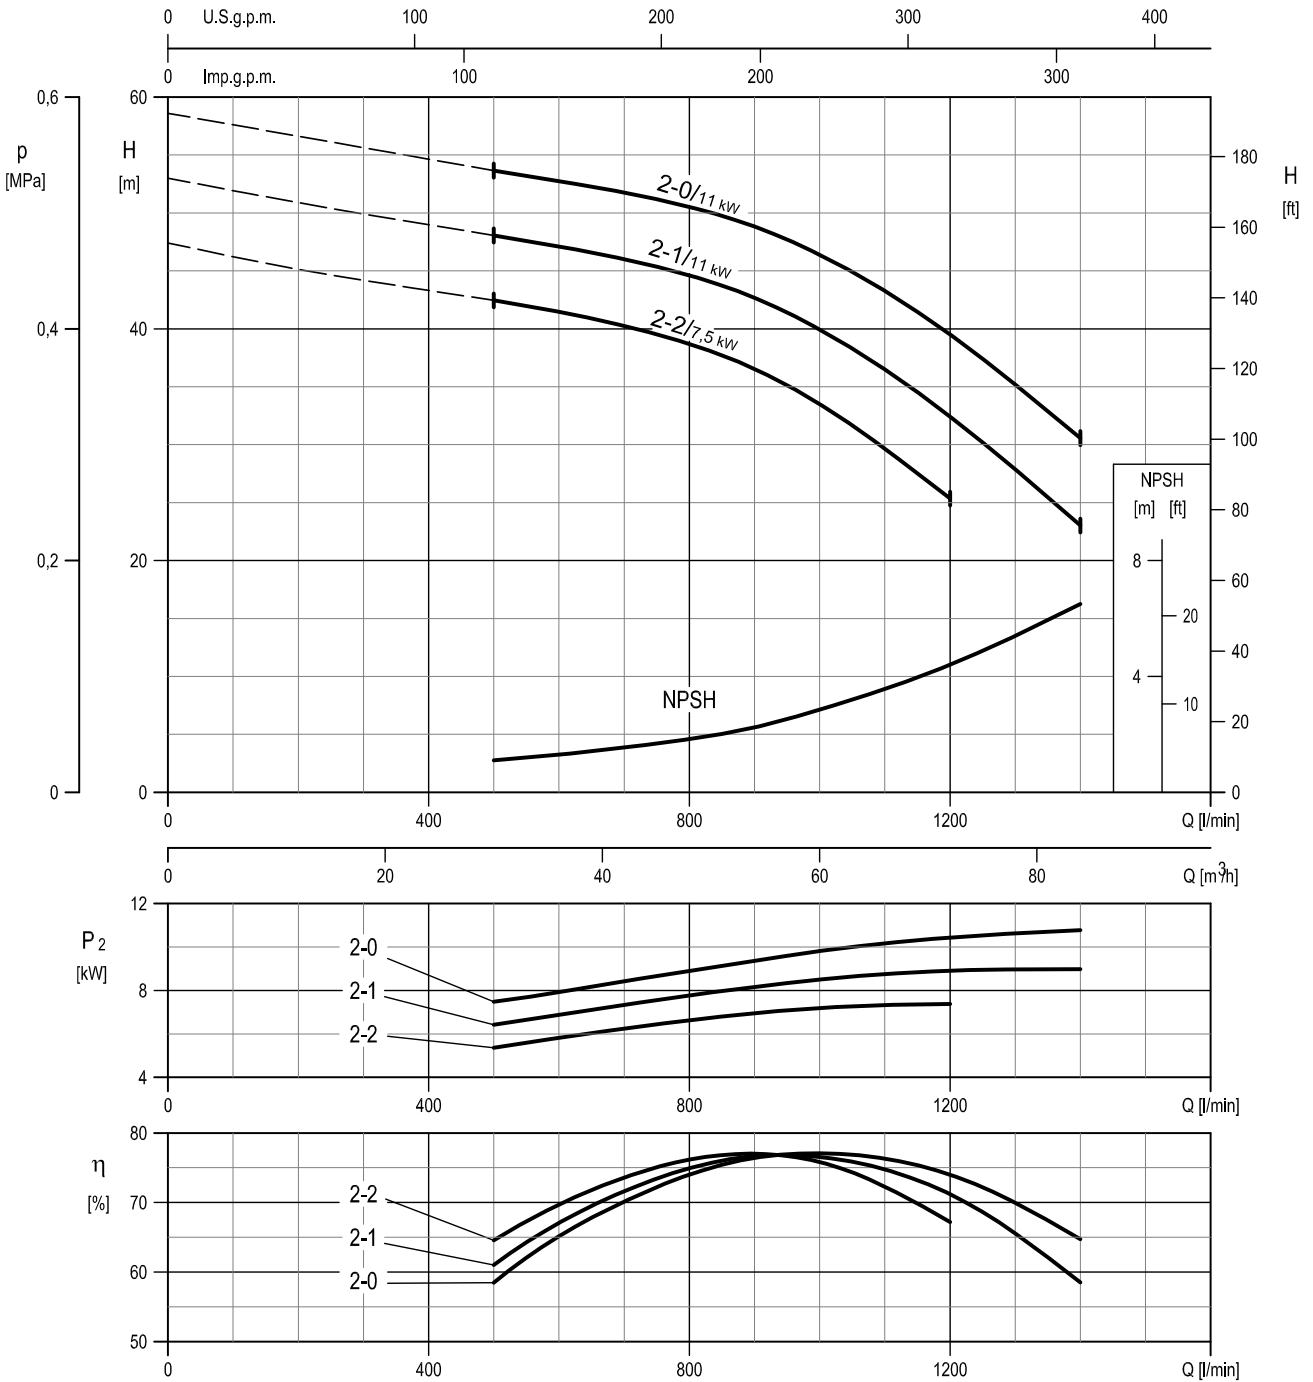 0 U.S.g.p.m. 100 200 300 400
0 Imp.g.p.m. 100 200 300
0,6 60
p H
[MPa] [m]
180
H
[ft]
2-0/11 kW
160
2-1/11 kW
140
0,4 40
2-2/7,5 kW
120
100
NPSH
[m] [ft]
80
0,2 20 8
60
20
40
4
NPSH
10
20
0 0 0
0 400 800 1200 Q [l/min]
0 20 40 60 80 Q [m³/h]
12
P2
[kW]
2-0
8
2-1
2-2
4
0 400 800 1200 Q [l/min]
80
η
[%]
2-2
70
2-1
60
2-0
50
0 400 800 1200 Q [l/min]